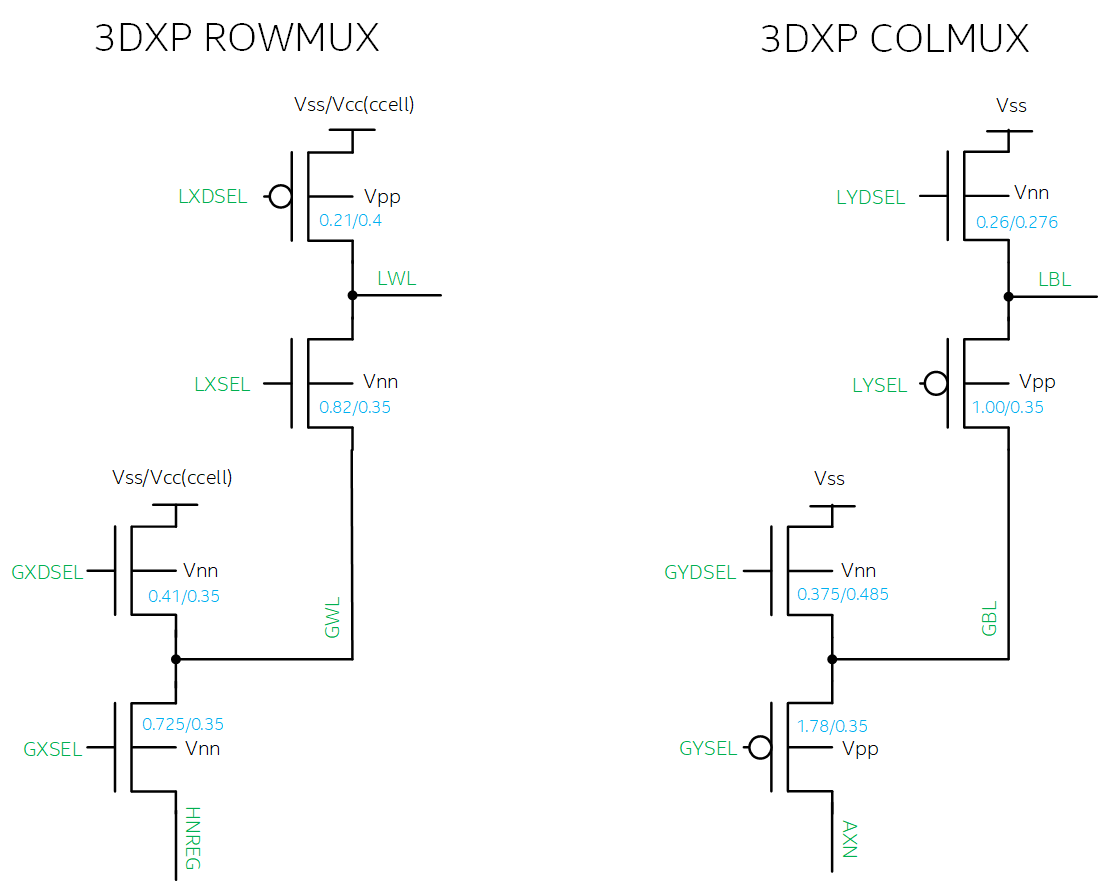 3DXP ROWMUX
Vss/Vcc(ccell)
LXDSEL
Vpp
0.21/0.4
LWL
LXSEL
Vnn
0.82/0.35
Vss/Vcc(ccell)
GXDSEL
Vnn
0.41/0.35
GWL
0.725/0.35
GXSEL
Vnn
HNREG
3DXP COLMUX
Vss
LYDSEL
Vnn
0.26/0.276
LBL
LYSEL
Vpp
1.00/0.35
Vss
GYDSEL
Vnn
0.375/0.485
GBL
1.78/0.35
GYSEL
Vpp
AXN